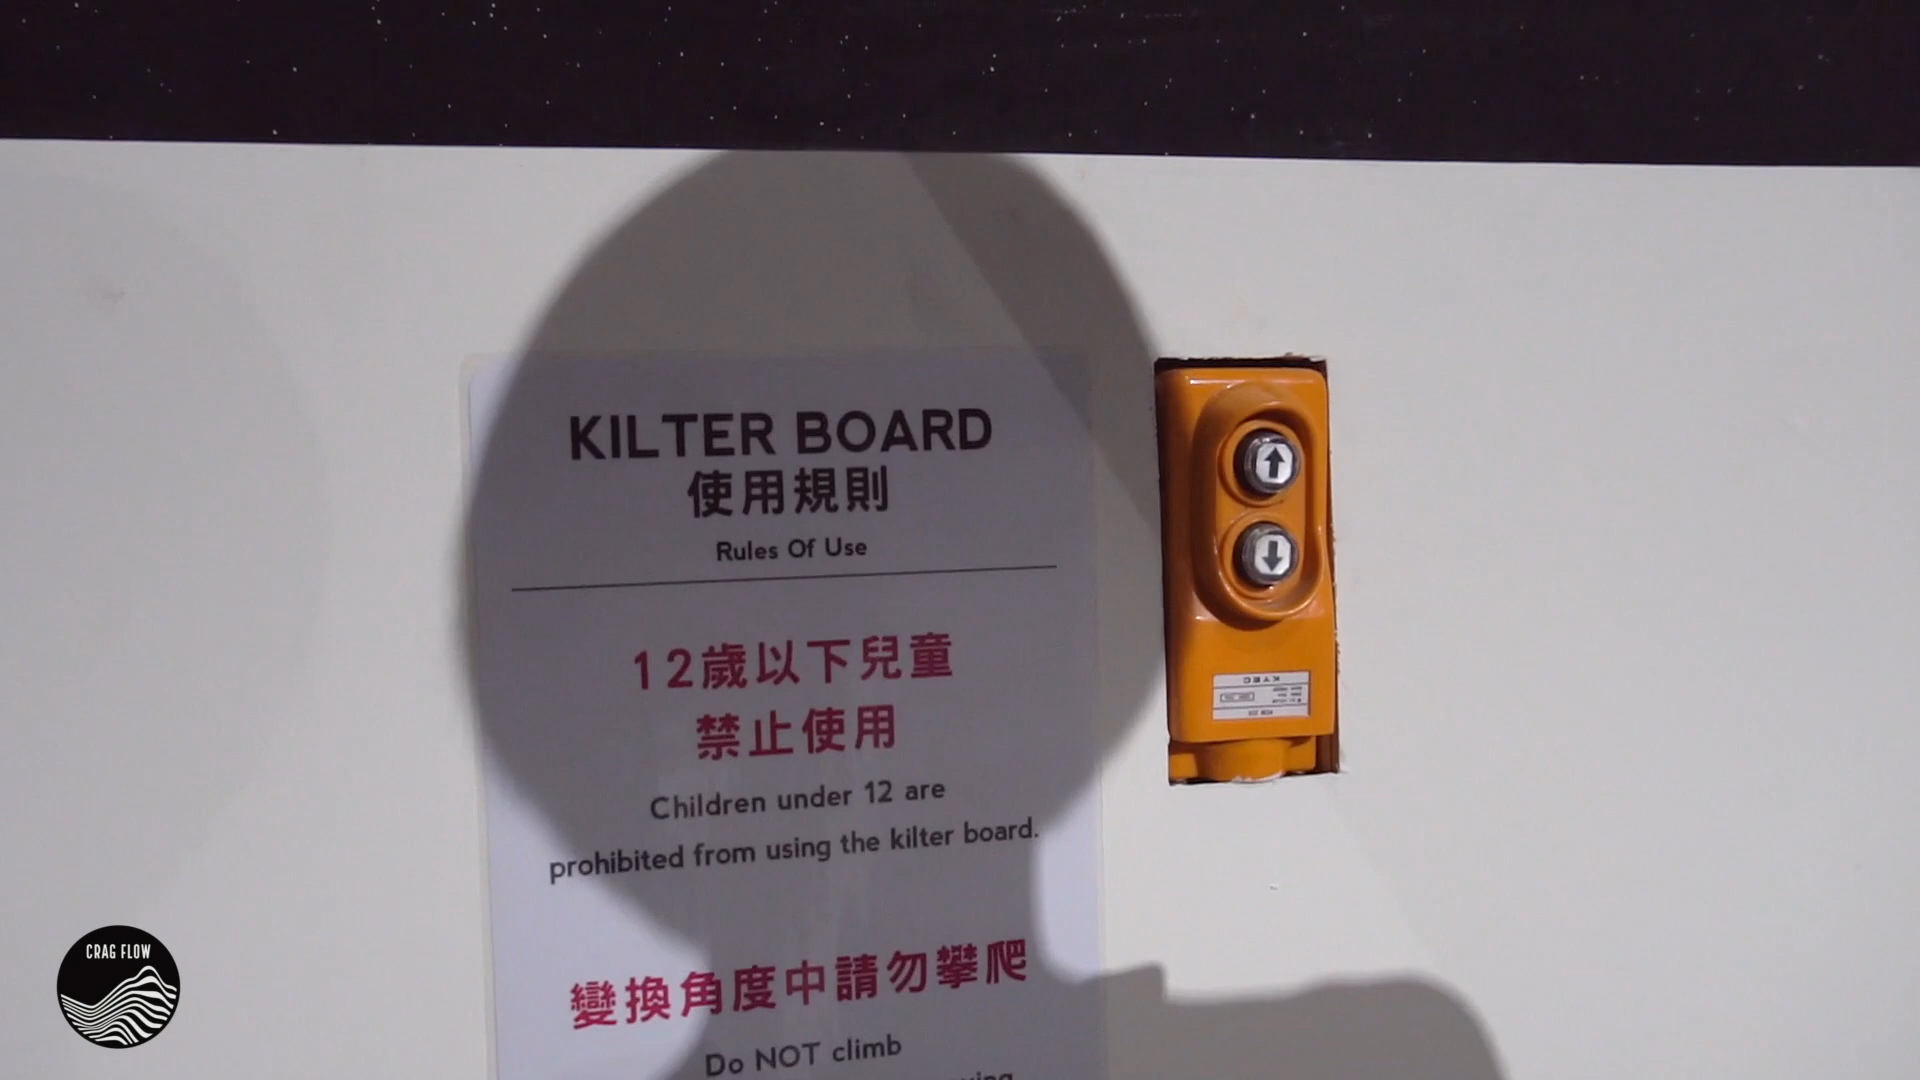 KILTER BOARD
使用規則
Rules Of Use
12歲以下兒童
禁止使用
Children under 12 are
prohibited from using the kilter board.
變換角度中請勿攀爬
Do NOT climb
KYEC
CRAG FLOW